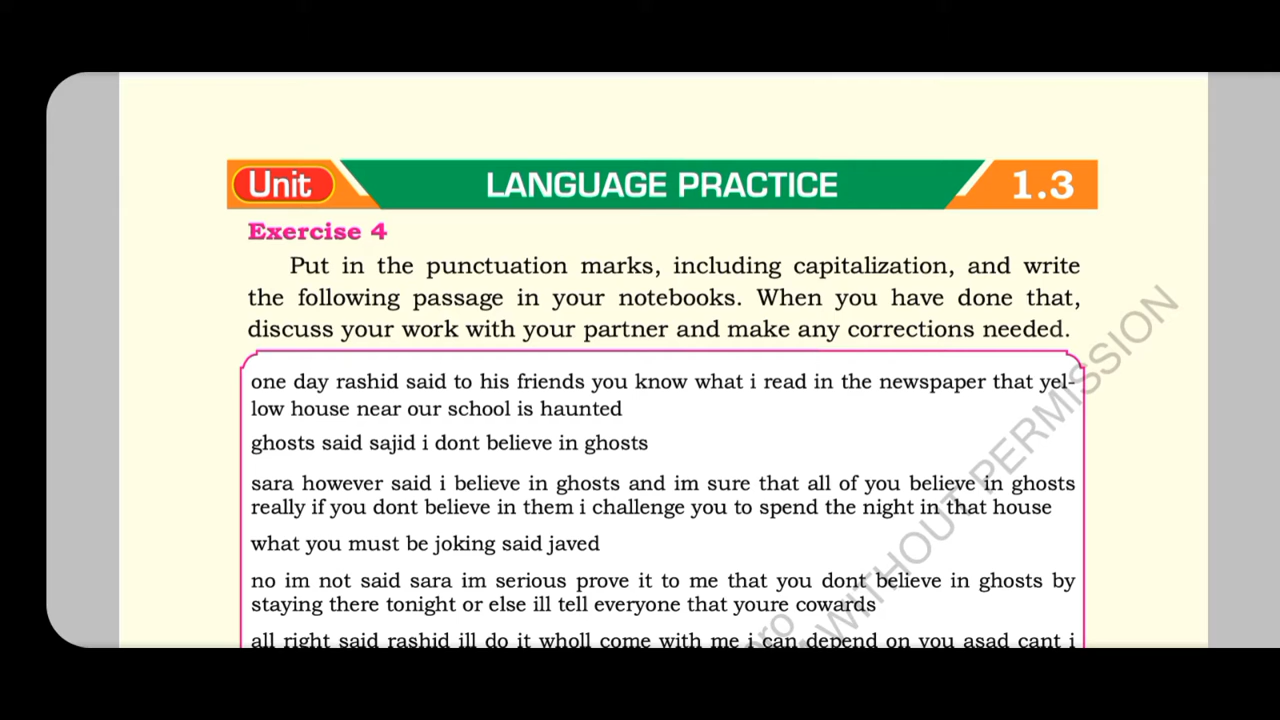 Unit LANGUAGE PRACTICE 1.3
Exercise 4
Put in the punctuation marks, including capitalization, and write
the following passage in your notebooks. When you have done that,
discuss your work with your partner and make any corrections needed.
one day rashid said to his friends you know what i read in the newspaper that yel-
low house near our school is haunted
ghosts said sajid i dont believe in ghosts
sara however said i believe in ghosts and im sure that all of you believe in ghosts
really if you dont believe in them i challenge you to spend the night in that house
what you must be joking said javed
no im not said sara im serious prove it to me that you dont believe in ghosts by
staying there tonight or else ill tell everyone that youre cowards
all right said rashid ill do it wholl come with me i can depend on you asad cant i
WITHOUT PERMISSION